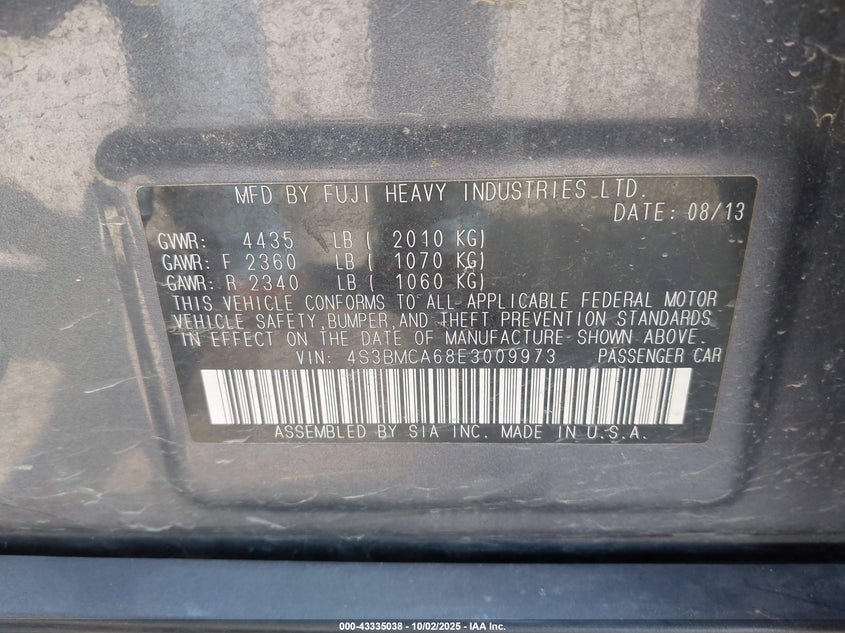 MFD BY FUJI HEAVY INDUSTRIES LTD.
DATE: 08/13
GVWR: 4435 LB ( 2010 KG)
GAWR: F 2360 LB ( 1070 KG)
GAWR: R 2340 LB ( 1060 KG)
THIS VEHICLE CONFORMS TO ALL APPLICABLE FEDERAL MOTOR
VEHICLE SAFETY, BUMPER, AND THEFT PREVENTION STANDARDS
IN EFFECT ON THE DATE OF MANUFACTURE SHOWN ABOVE.
VIN: 4S3BMCA68E3009973 PASSENGER CAR
ASSEMBLED BY SIA INC. MADE IN U.S.A.
000-43335038 - 10/02/2025 - IAA Inc.